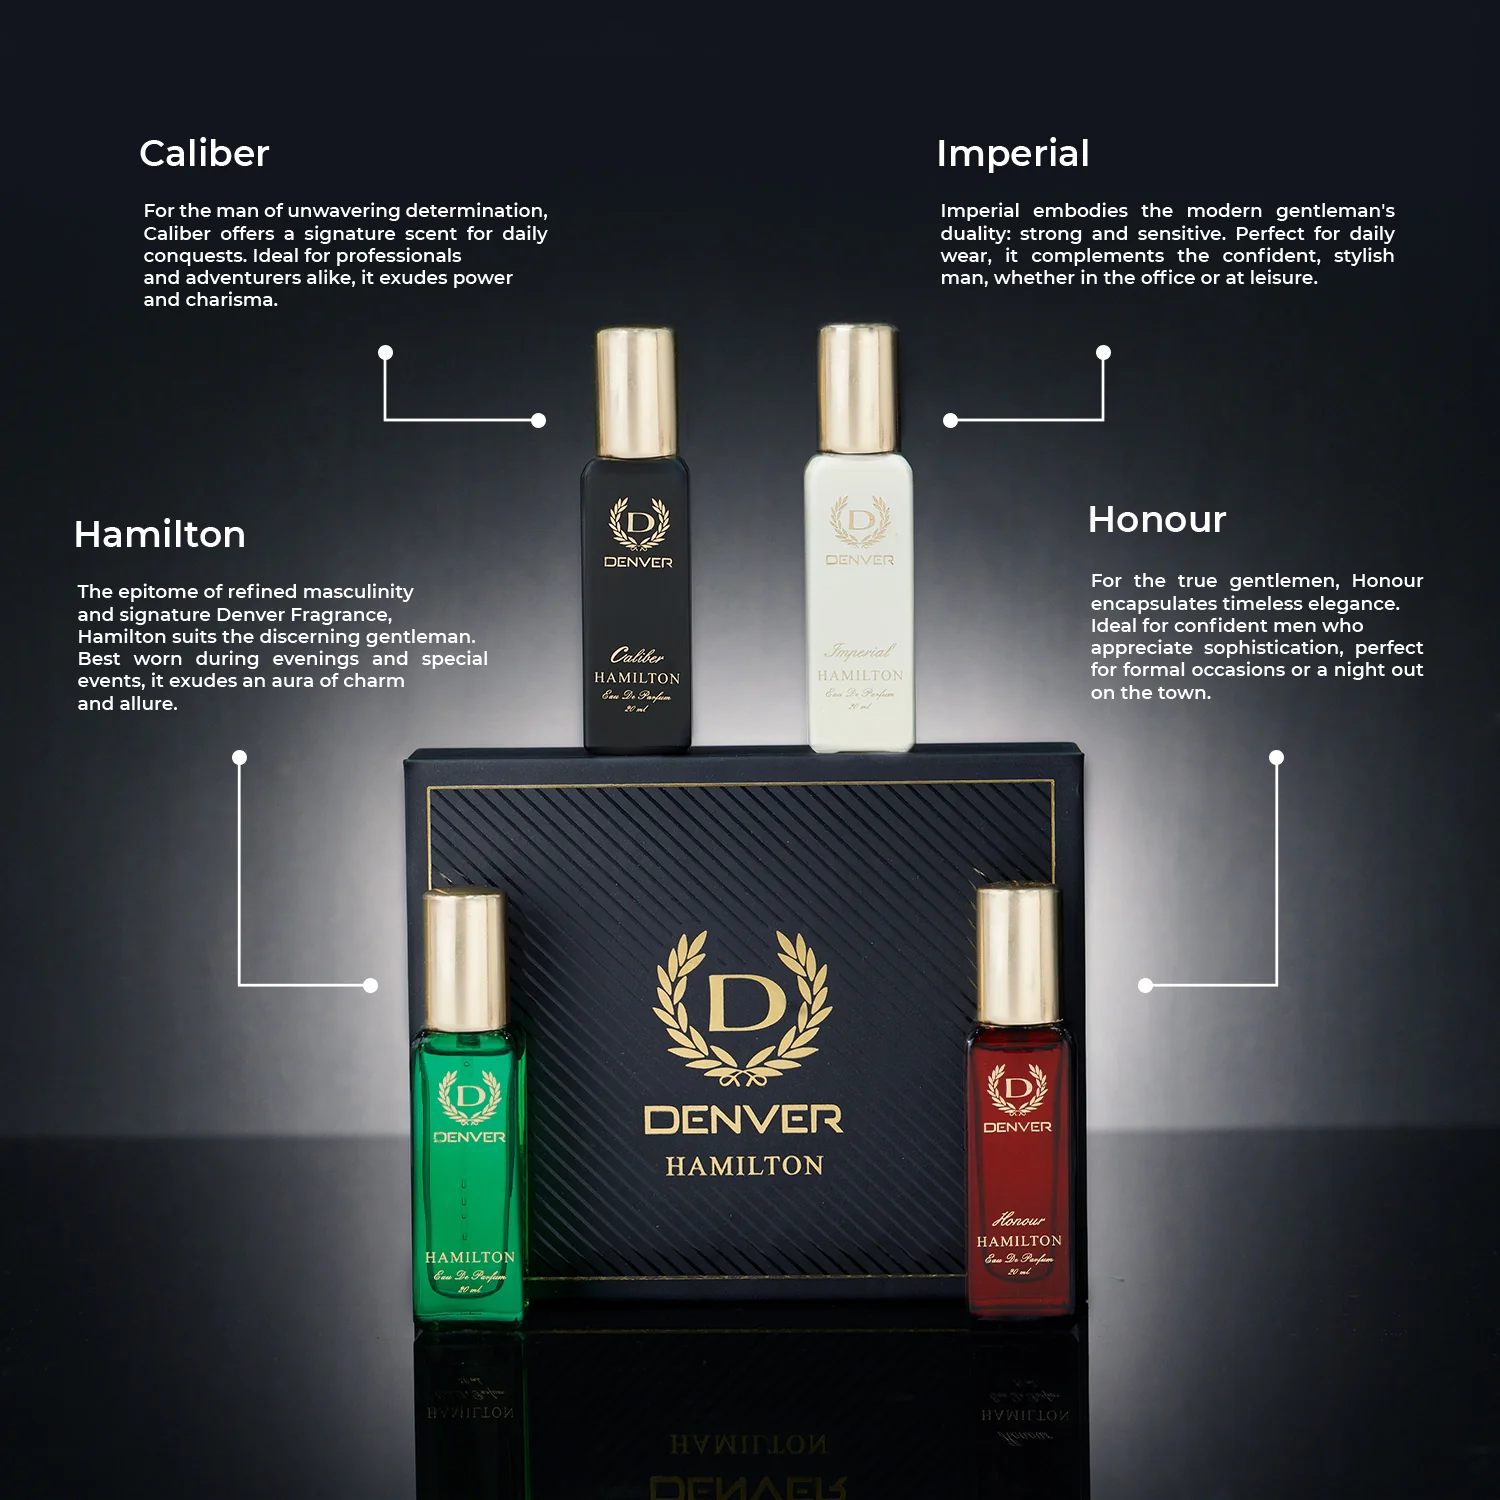 Caliber
For the man of unwavering determination,
Caliber offers a signature scent for daily
conquests. Ideal for professionals
and adventurers alike, it exudes power
and charisma.
Imperial
Imperial embodies the modern gentleman's
duality: strong and sensitive. Perfect for daily
wear, it complements the confident, stylish
man, whether in the office or at leisure.
Hamilton
The epitome of refined masculinity
and signature Denver Fragrance,
Hamilton suits the discerning gentleman.
Best worn during evenings and special
events, it exudes an aura of charm
and allure.
Honour
For the true gentlemen, Honour
encapsulates timeless elegance.
Ideal for confident men who
appreciate sophistication, perfect
for formal occasions or a night out
on the town.
D
DENVER
Caliber
HAMILTON
Eau De Parfum
20 ml
D
DENVER
Imperial
HAMILTON
Eau De Parfum
20 ml
D
DENVER
HAMILTON
D
DENVER
HAMILTON
Eau De Parfum
20 ml
D
DENVER
Honour
HAMILTON
Eau De Parfum
20 ml